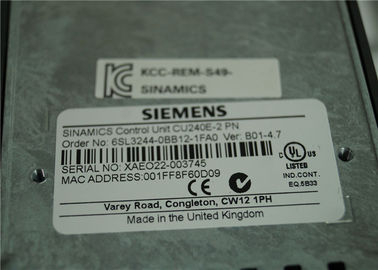 KCC-REM-S49-
SINAMICS
SIEMENS
SINAMICS Control Unit CU240E-2 PN
Order No: 6SL3244-0BB12-1FA0 Ver: B01-4.7
Serial No: XAEO22-003745
MAC ADDRESS:001FF8F60D09
C UL US
LISTED
IND.CONT.
EQ.5B33
Varey Road, Congleton, CW12 1PH
Made in the United Kingdom